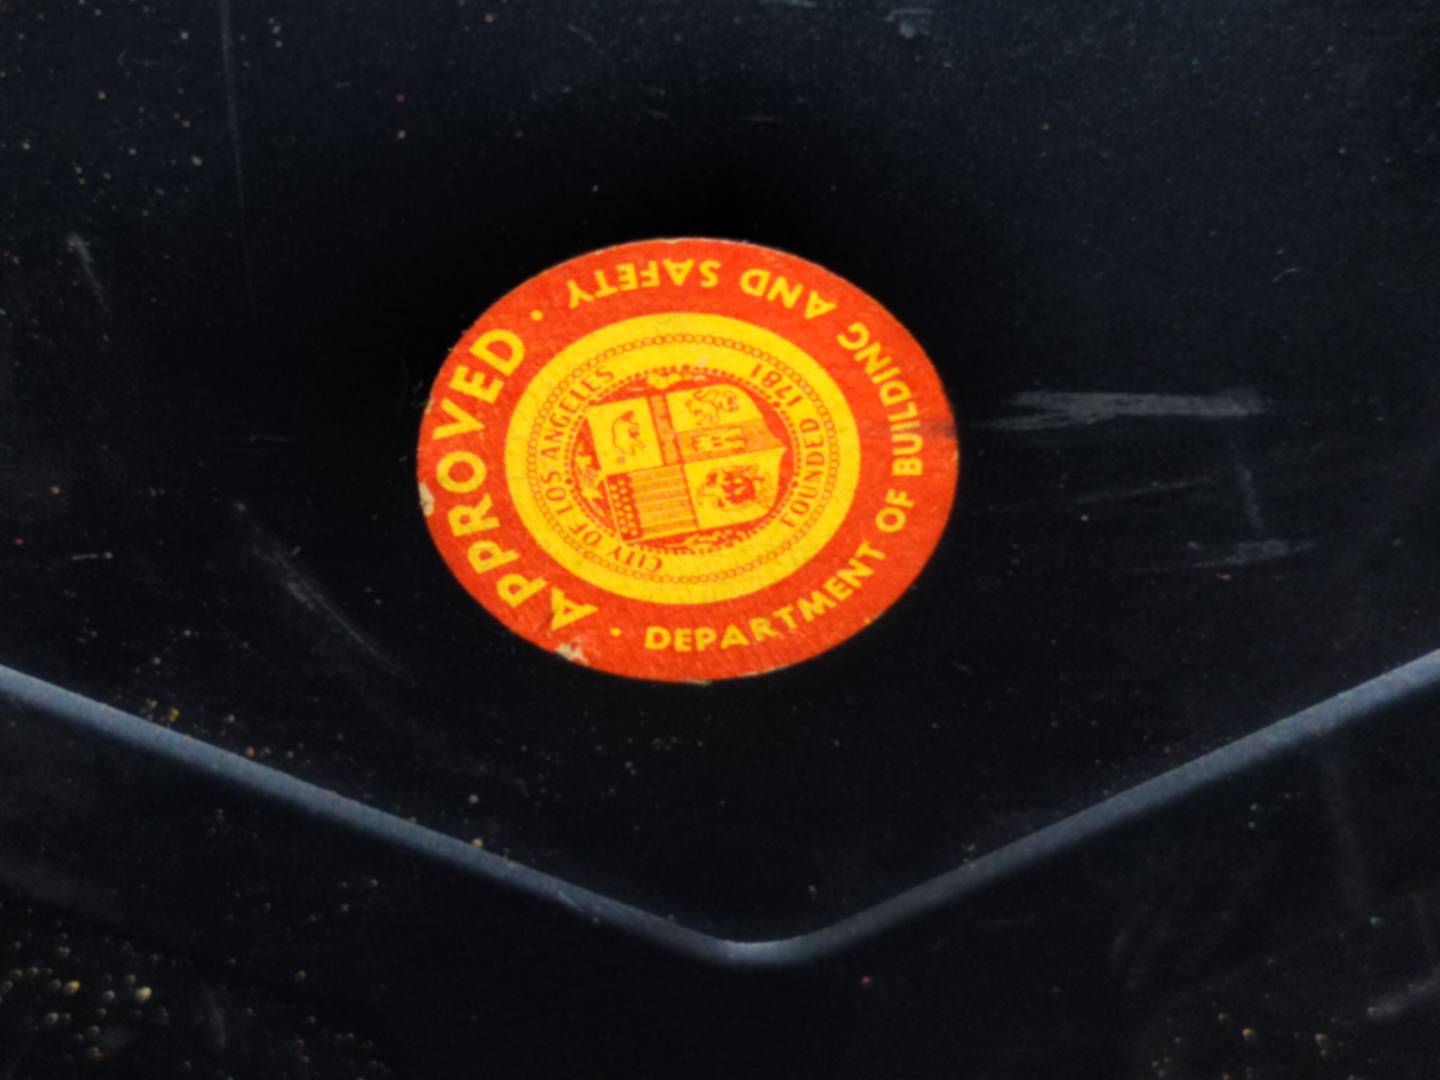 APPROVED
· DEPARTMENT OF BUILDING AND SAFETY ·
CITY OF LOS ANGELES
FOUNDED 1781